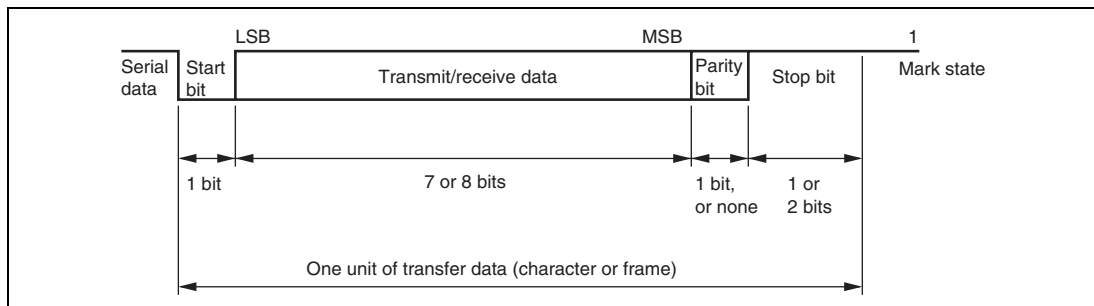 LSB
MSB
1
Serial data
Start bit
Transmit/receive data
Parity bit
Stop bit
Mark state
1 bit
7 or 8 bits
1 bit, or none
1 or 2 bits
One unit of transfer data (character or frame)